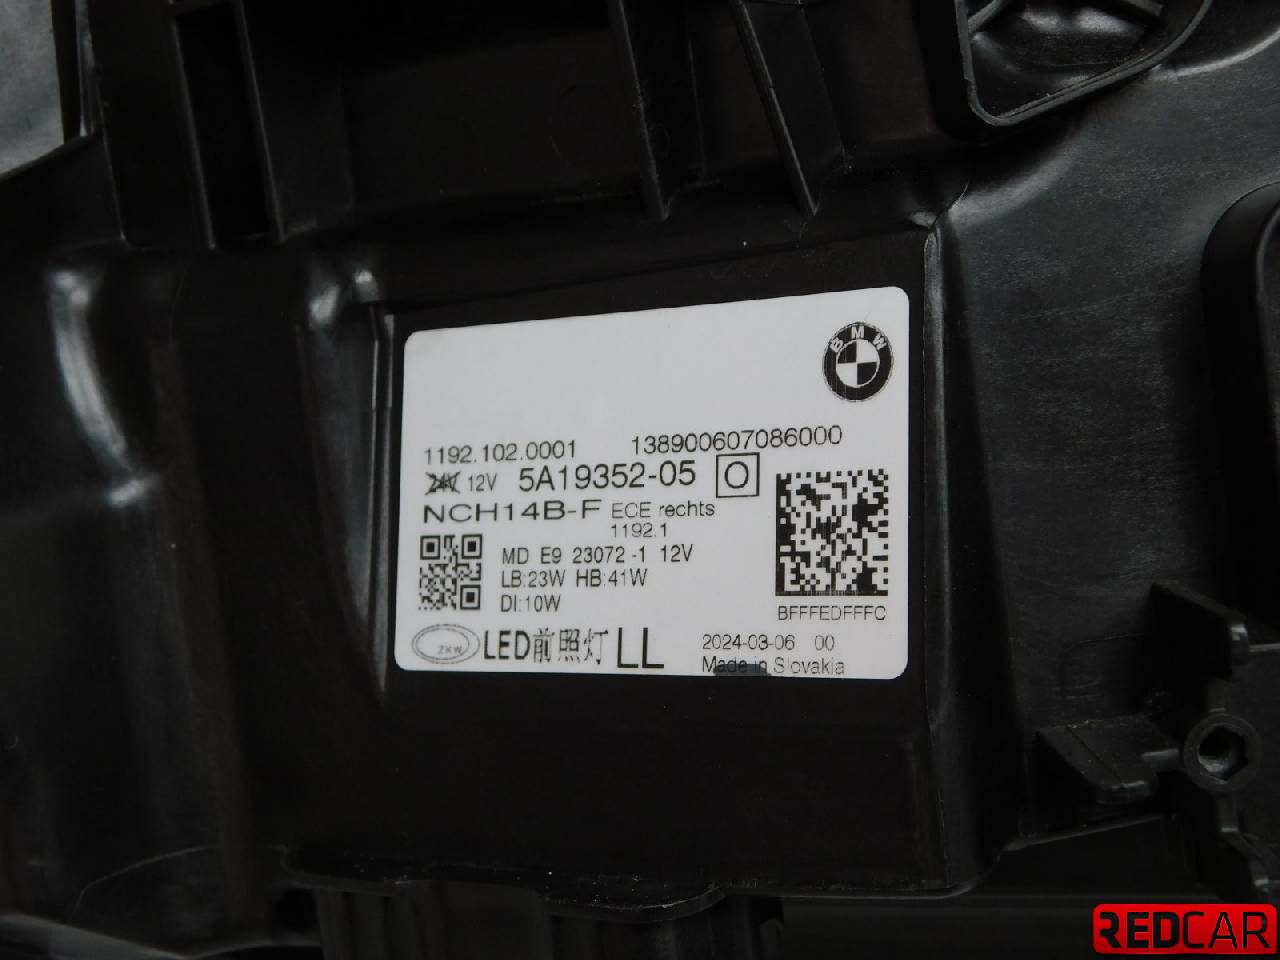 BMW
1192.102.0001 138900607086000
24V 12V 5A19352-05 O
NCH14B-F ECE rechts
1192.1
MD E9 23072-1 12V
LB:23W HB:41W
DI:10W
BFFFEDFFFC
ZKW LED前照灯 LL 2024-03-06 00
Made in Slovakia
REDCAR